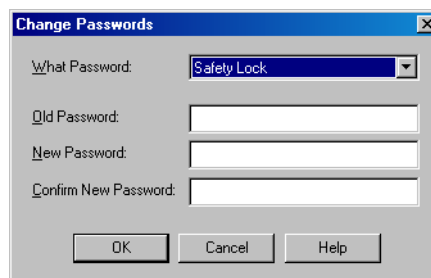 Change Passwords
What Password: Safety Lock
Old Password:
New Password:
Confirm New Password:
OK Cancel Help